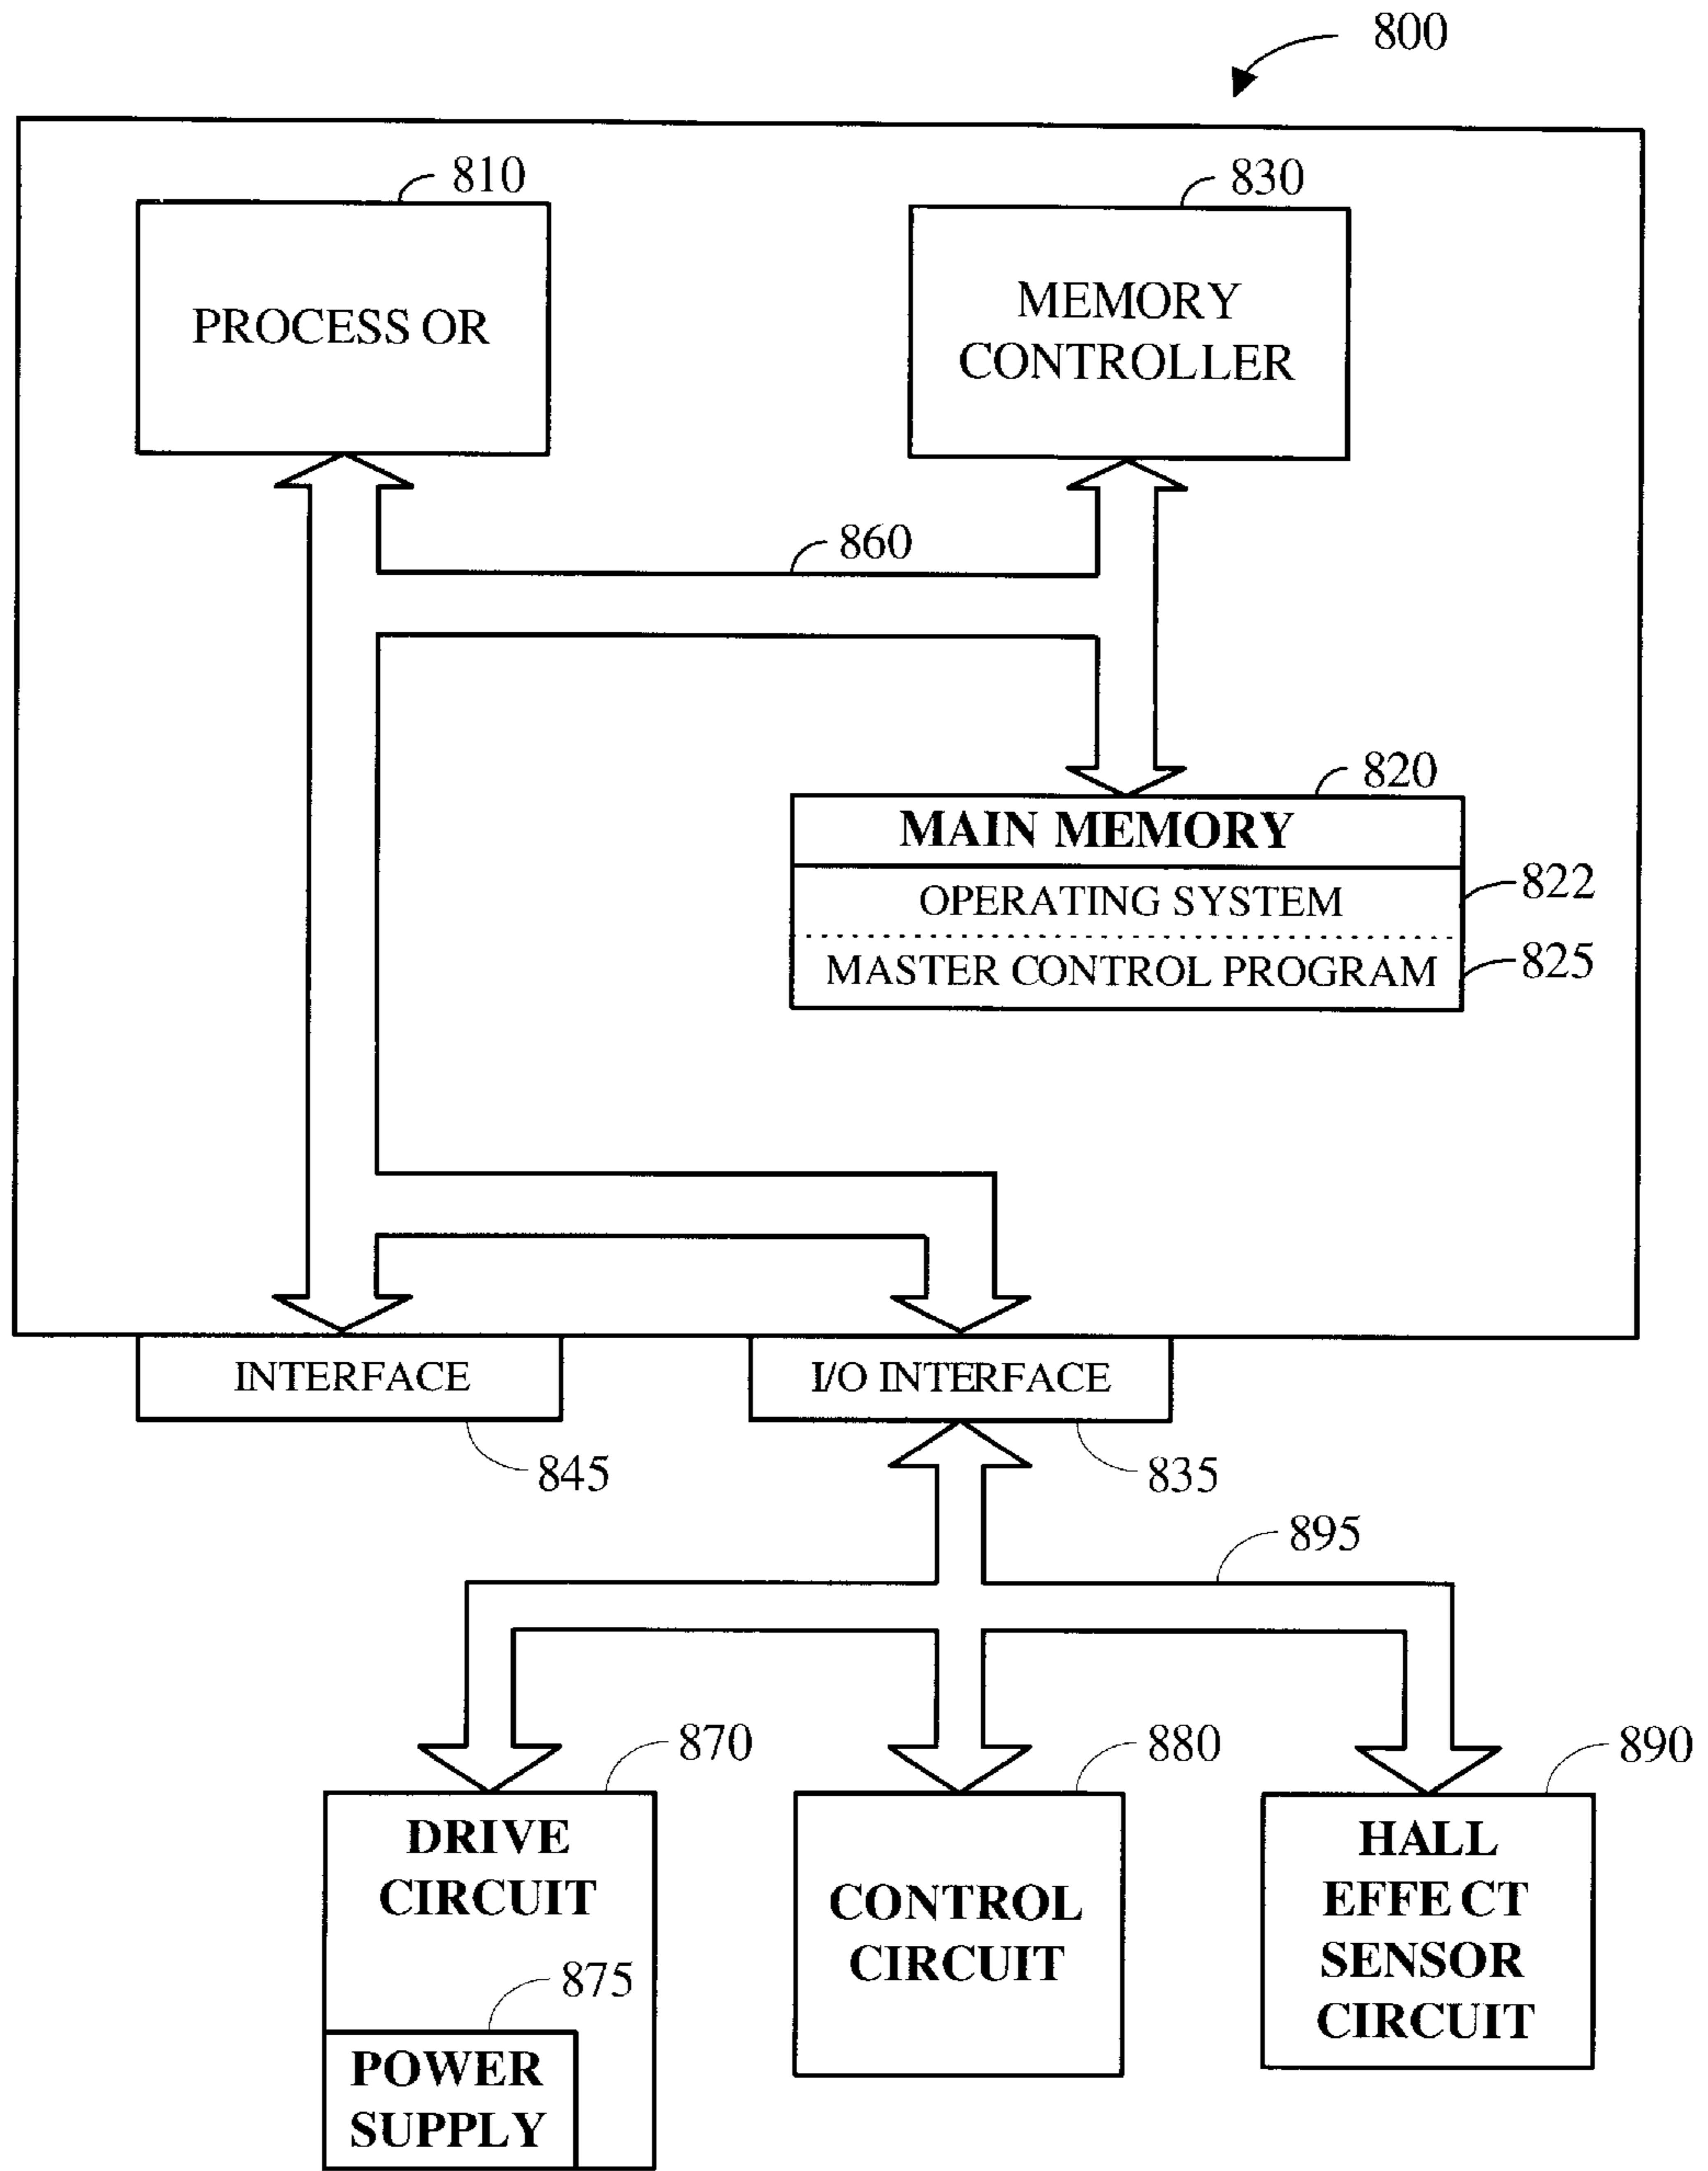 800
810
830
PROCESS OR
MEMORY
CONTROLLER
860
820
MAIN MEMORY
OPERATING SYSTEM
822
MASTER CONTROL PROGRAM
825
INTERFACE
I/O INTERFACE
845
835
895
870
880
890
DRIVE
CIRCUIT
875
POWER
SUPPLY
CONTROL
CIRCUIT
HALL
EFFE CT
SENSOR
CIRCUIT